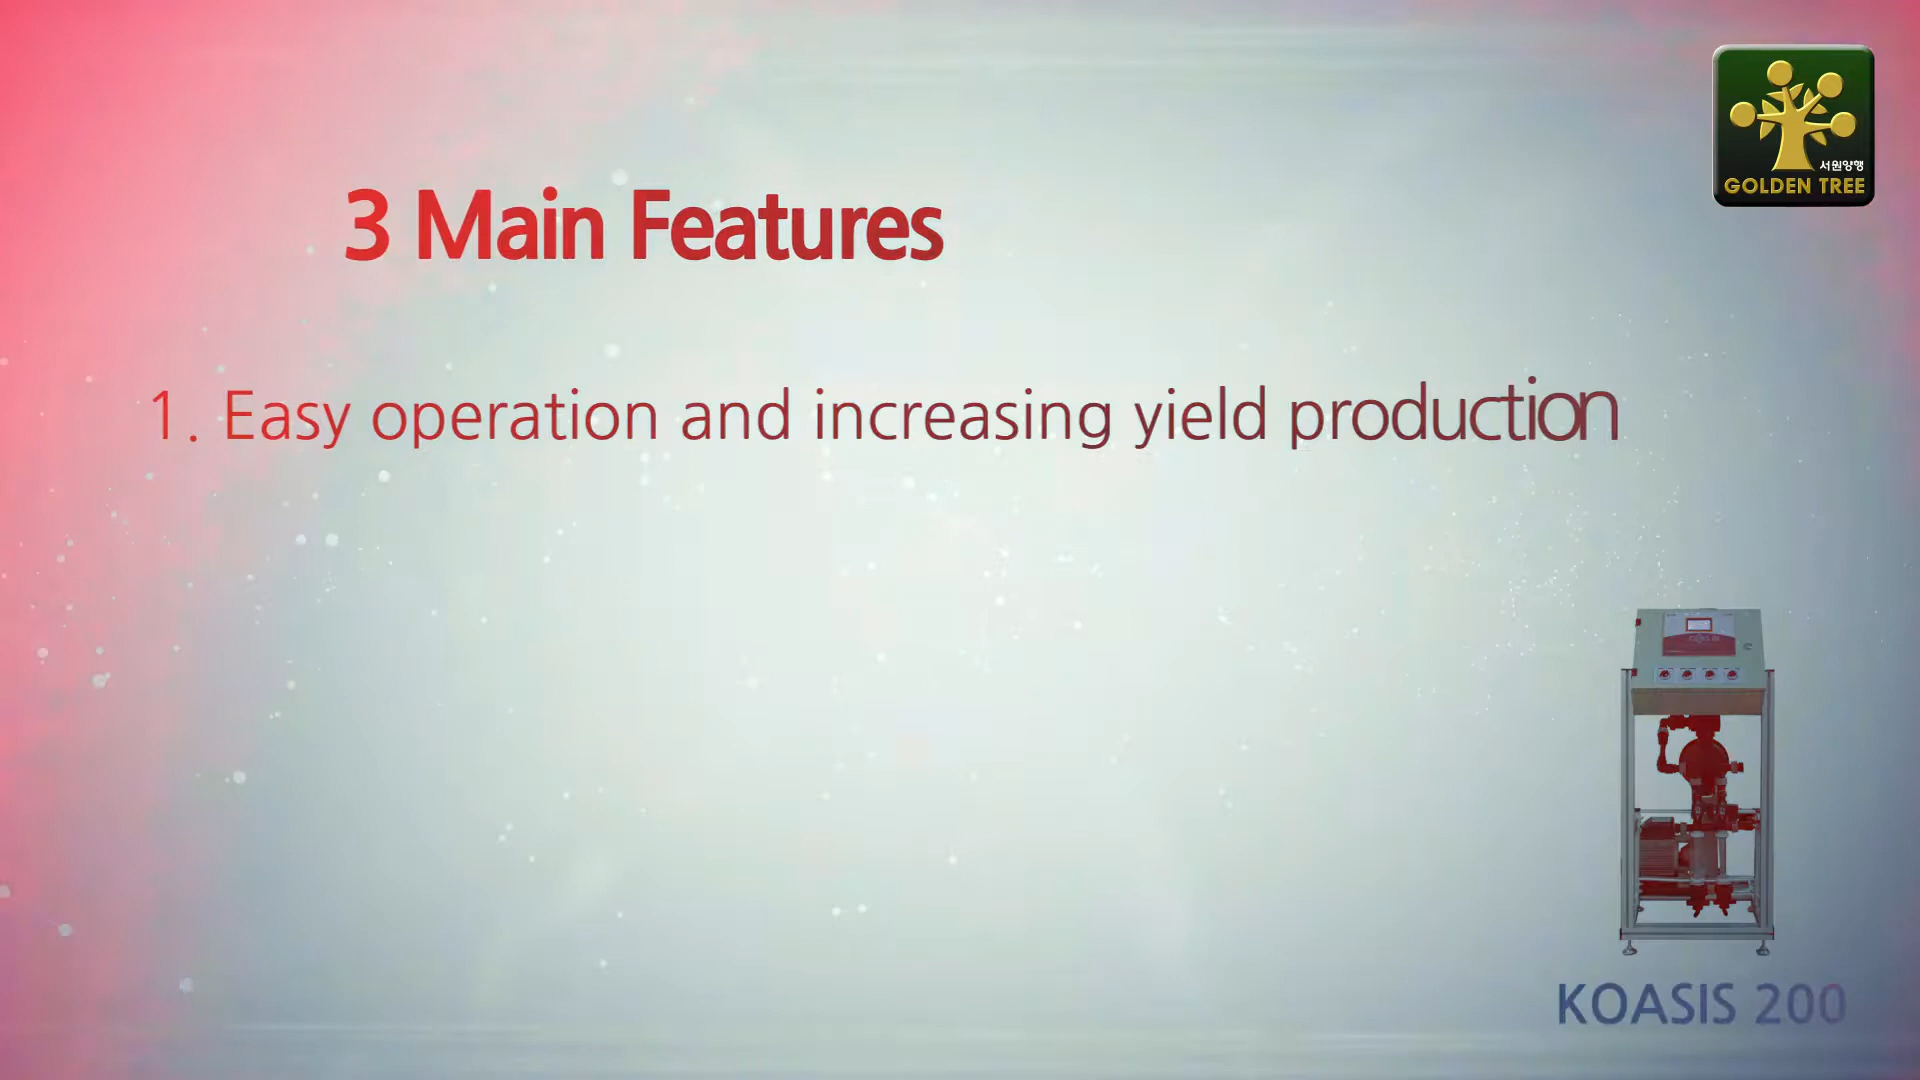 서원양행
GOLDEN TREE
3 Main Features
1. Easy operation and increasing yield production
KOASIS 200